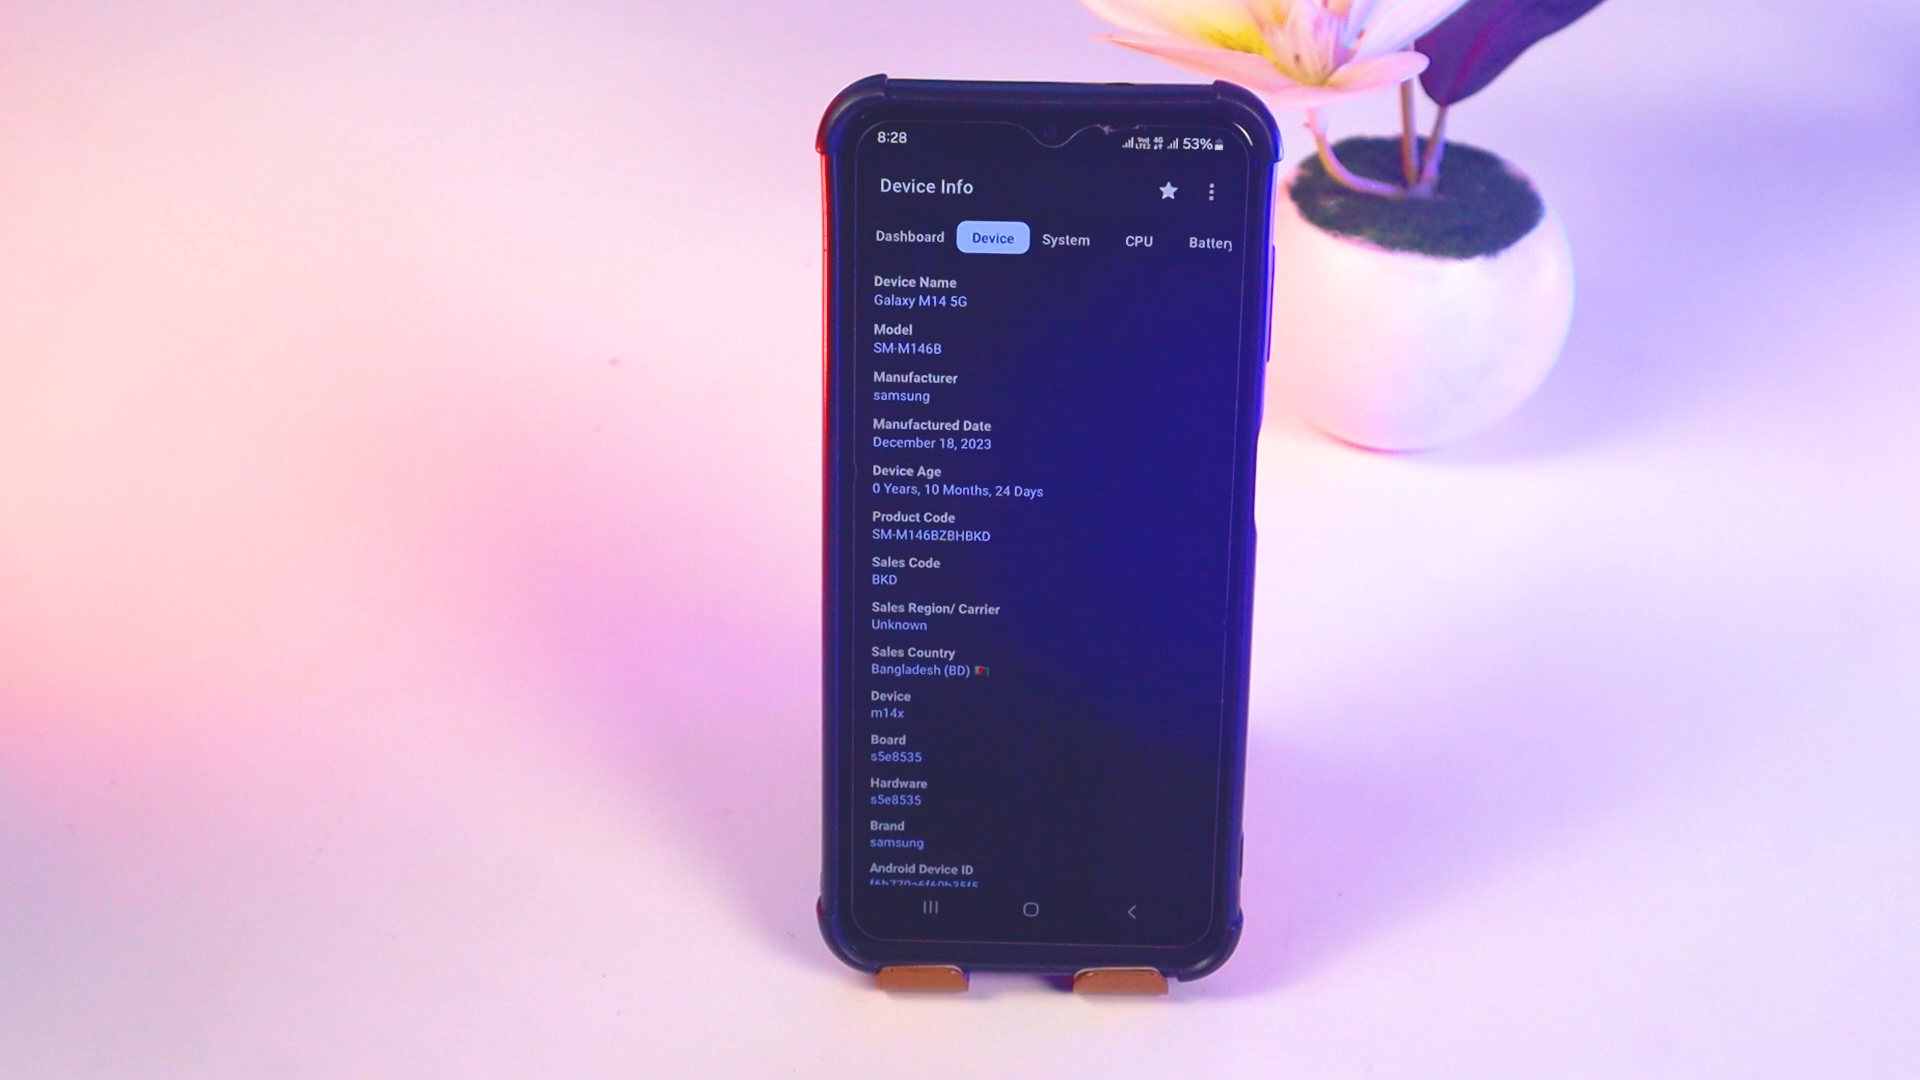 8:28
53%
Device Info
Dashboard Device System CPU Battery
Device Name
Galaxy M14 5G
Model
SM-M146B
Manufacturer
samsung
Manufactured Date
December 18, 2023
Device Age
0 Years, 10 Months, 24 Days
Product Code
SM-M146BZBHBKD
Sales Code
BKD
Sales Region/ Carrier
Unknown
Sales Country
Bangladesh (BD)
Device
m14x
Board
s5e8535
Hardware
s5e8535
Brand
samsung
Android Device ID